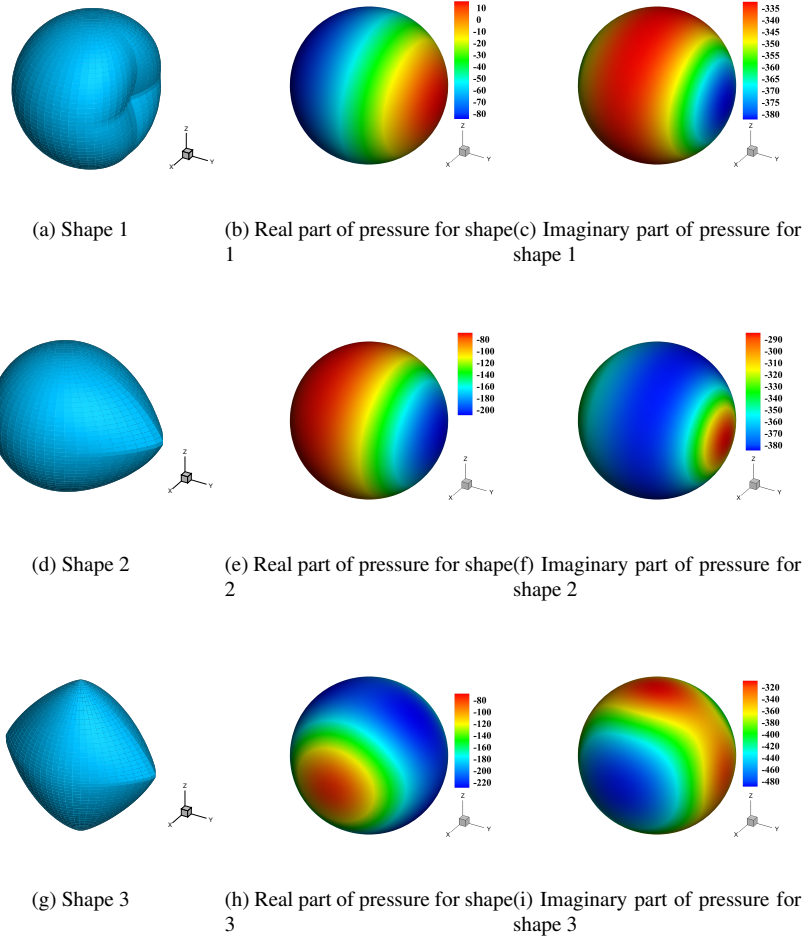 10
0
-10
-20
-30
-40
-50
-60
-70
-80
-335
-340
-345
-350
-355
-360
-365
-370
-375
-380
Z
X
Y
Z
X
Y
Z
X
Y
(a) Shape 1
(b) Real part of pressure for shape
1
(c) Imaginary part of pressure for
shape 1
-80
-100
-120
-140
-160
-180
-200
-290
-300
-310
-320
-330
-340
-350
-360
-370
-380
Z
X
Y
Z
X
Y
Z
X
Y
(d) Shape 2
(e) Real part of pressure for shape
2
(f) Imaginary part of pressure for
shape 2
-80
-100
-120
-140
-160
-180
-200
-220
-320
-340
-360
-380
-400
-420
-440
-460
-480
Z
X
Y
Z
X
Y
Z
X
Y
(g) Shape 3
(h) Real part of pressure for shape
3
(i) Imaginary part of pressure for
shape 3